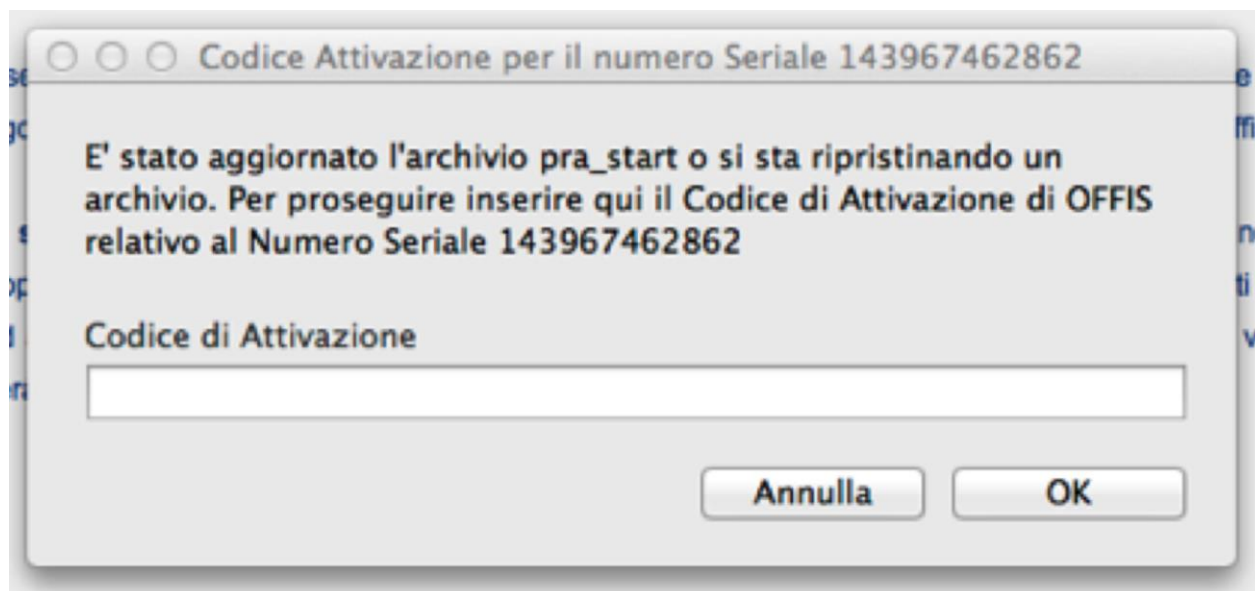 Codice Attivazione per il numero Seriale 143967462862
E' stato aggiornato l'archivio pra_start o si sta ripristinando un
archivio. Per proseguire inserire qui il Codice di Attivazione di OFFIS
relativo al Numero Seriale 143967462862
Codice di Attivazione
Annulla OK